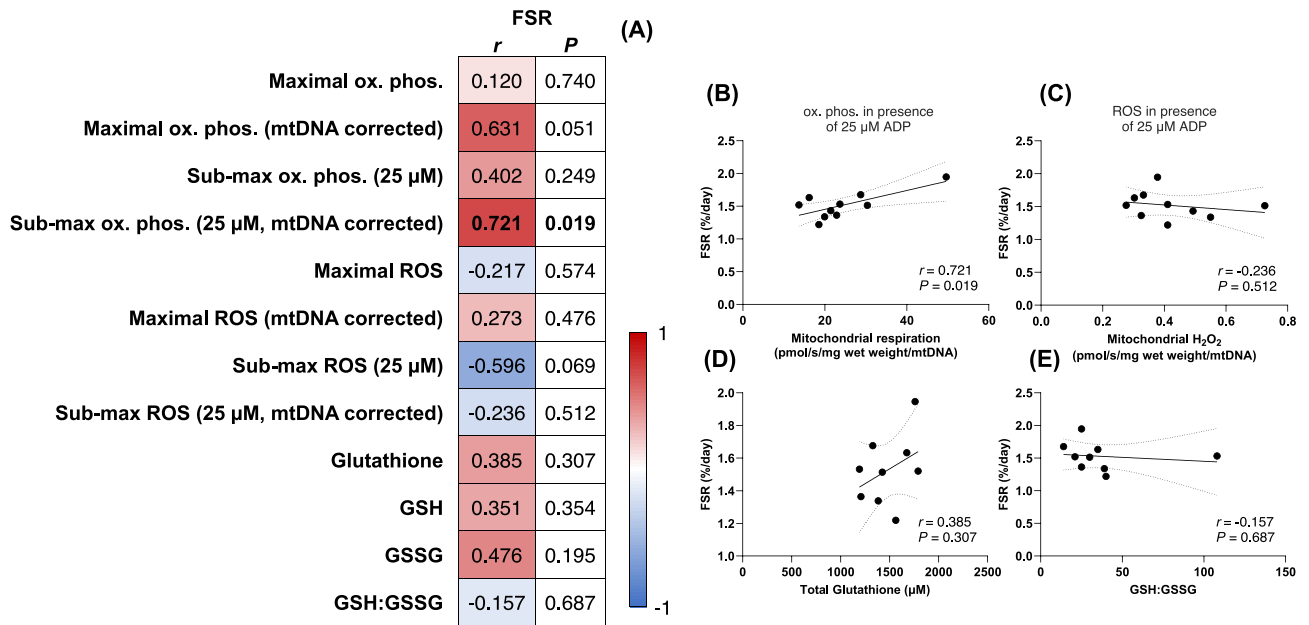 FSR
(A)
r P
Maximal ox. phos. 0.120 0.740
Maximal ox. phos. (mtDNA corrected) 0.631 0.051
Sub-max ox. phos. (25 µM) 0.402 0.249
Sub-max ox. phos. (25 µM, mtDNA corrected) 0.721 0.019
Maximal ROS -0.217 0.574
Maximal ROS (mtDNA corrected) 0.273 0.476
Sub-max ROS (25 µM) -0.596 0.069
Sub-max ROS (25 µM, mtDNA corrected) -0.236 0.512
Glutathione 0.385 0.307
GSH 0.351 0.354
GSSG 0.476 0.195
GSH:GSSG -0.157 0.687
1
-1
(B)
ox. phos. in presence
of 25 µM ADP
2.5
2.0
1.5
1.0
0.5
0.0
FSR (%/day)
r = 0.721
P = 0.019
0 20 40 60
Mitochondrial respiration
(pmol/s/mg wet weight/mtDNA)
(C)
ROS in presence
of 25 µM ADP
2.5
2.0
1.5
1.0
0.5
0.0
FSR (%/day)
r = -0.236
P = 0.512
0.0 0.2 0.4 0.6 0.8
Mitochondrial H₂O₂
(pmol/s/mg wet weight/mtDNA)
(D)
2.0
1.8
1.6
1.4
1.2
1.0
FSR (%/day)
r = 0.385
P = 0.307
0 500 1000 1500 2000 2500
Total Glutathione (µM)
(E)
2.5
2.0
1.5
1.0
0.5
0.0
FSR (%/day)
r = -0.157
P = 0.687
0 50 100 150
GSH:GSSG